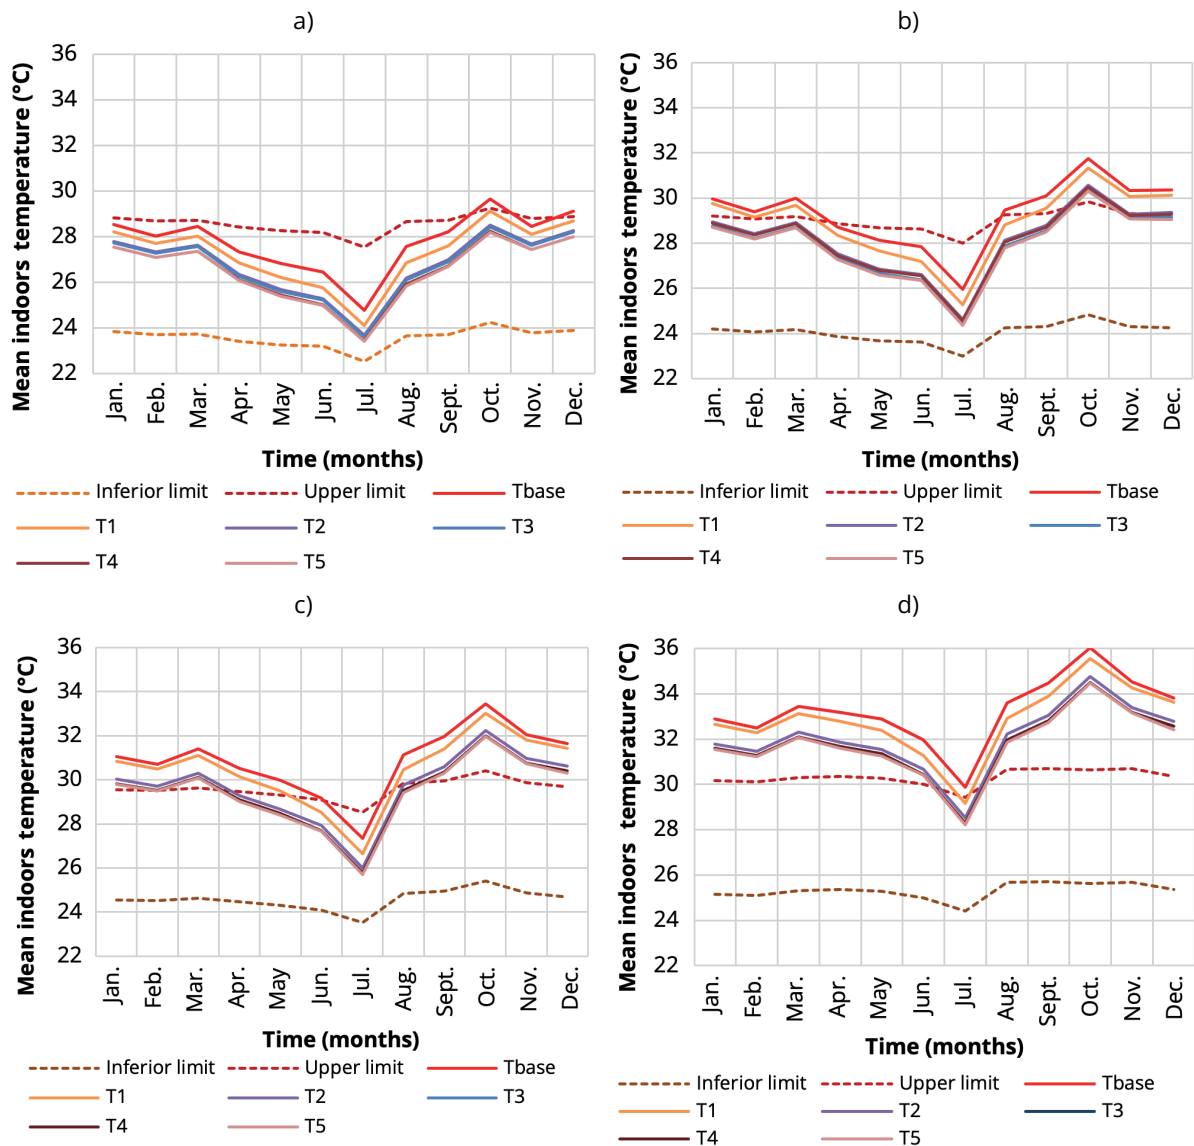 a)
Mean indoors temperature (°C)
36
34
32
30
28
26
24
22
Jan. Feb. Mar. Apr. May Jun. Jul. Aug. Sept. Oct. Nov. Dec.
Time (months)
Inferior limit Upper limit Tbase
T1 T2 T3
T4 T5
b)
Mean indoors temperature (°C)
36
34
32
30
28
26
24
22
Jan. Feb. Mar. Apr. May Jun. Jul. Aug. Sept. Oct. Nov. Dec.
Time (months)
Inferior limit Upper limit Tbase
T1 T2 T3
T4 T5
c)
Mean indoors temperature (°C)
36
34
32
30
28
26
24
22
Jan. Feb. Mar. Apr. May Jun. Jul. Aug. Sept. Oct. Nov. Dec.
Time (months)
Inferior limit Upper limit Tbase
T1 T2 T3
T4 T5
d)
Mean indoors temperature (°C)
36
34
32
30
28
26
24
22
Jan. Feb. Mar. Apr. May Jun. Jul. Aug. Sept. Oct. Nov. Dec.
Time (months)
Inferior limit Upper limit Tbase
T1 T2 T3
T4 T5